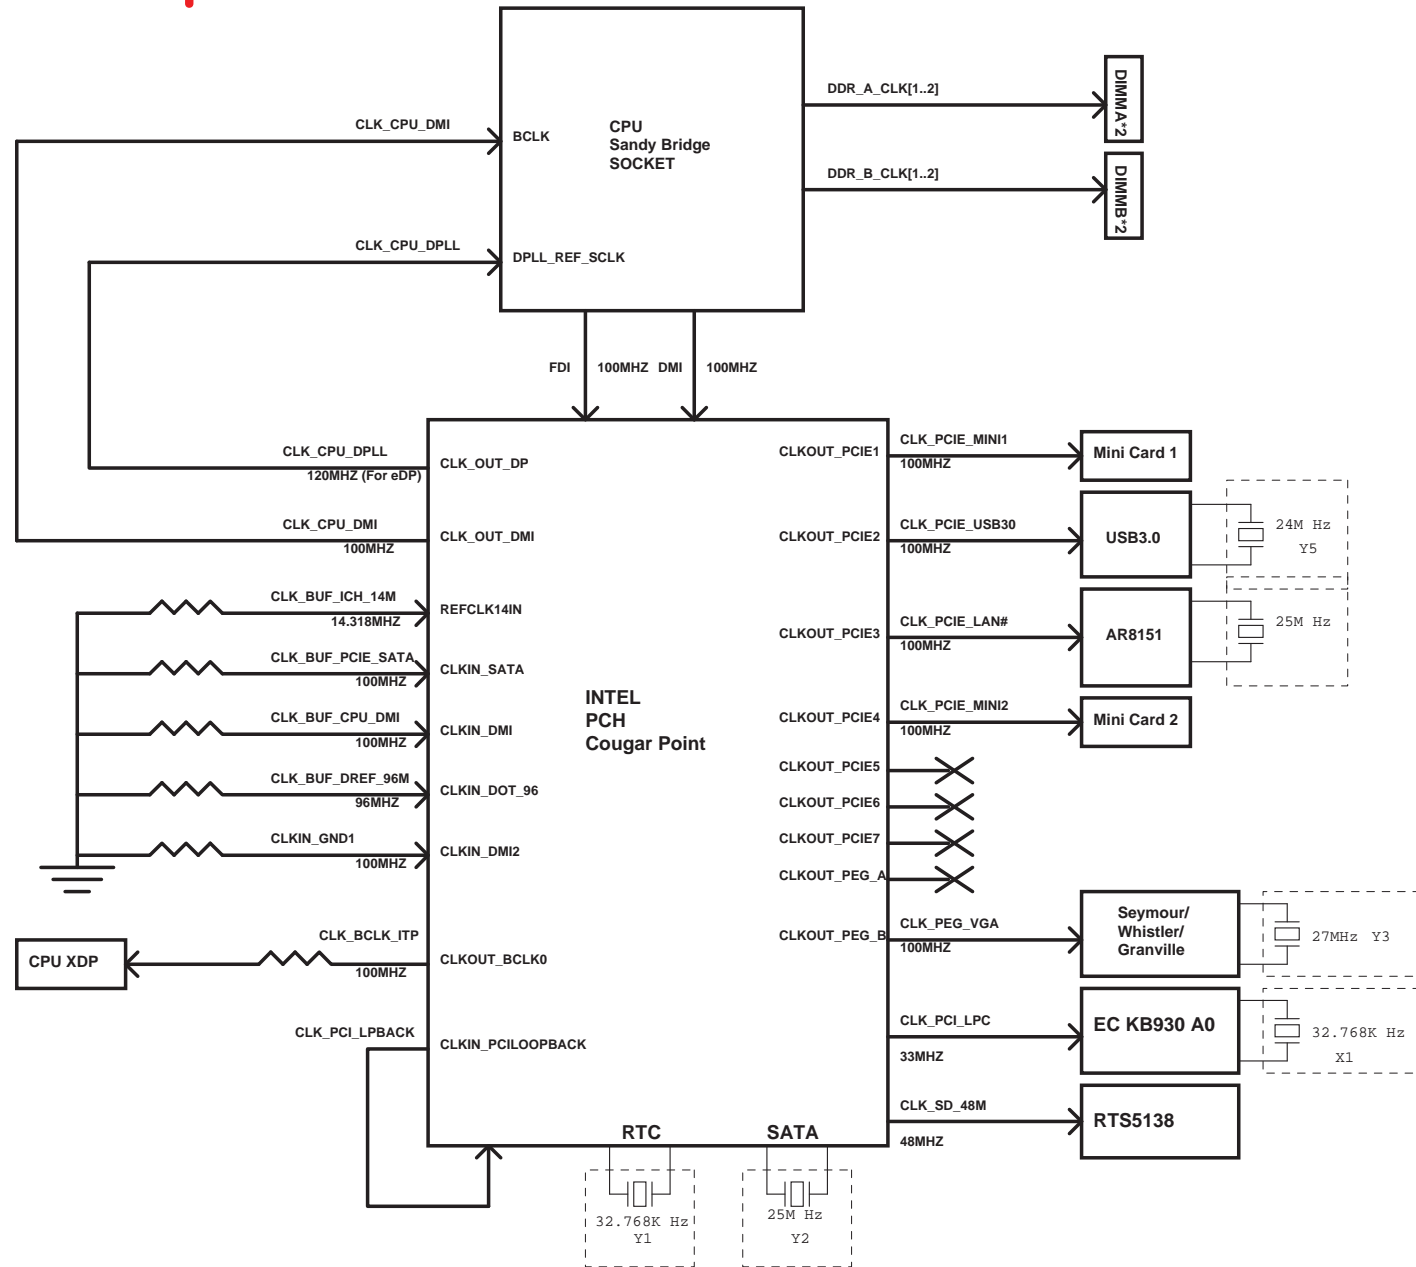 DDR_A_CLK[1..2]
DIMMA*2
CLK_CPU_DMI
BCLK
CPU
Sandy Bridge
SOCKET
DDR_B_CLK[1..2]
DIMMB*2
CLK_CPU_DPLL
DPLL_REF_SCLK
FDI 100MHZ DMI 100MHZ
CLK_CPU_DPLL
120MHZ (For eDP)
CLK_OUT_DP
CLK_CPU_DMI
100MHZ
CLK_OUT_DMI
CLK_BUF_ICH_14M
14.318MHZ
REFCLK14IN
CLK_BUF_PCIE_SATA
100MHZ
CLKIN_SATA
CLK_BUF_CPU_DMI
100MHZ
CLKIN_DMI
CLK_BUF_DREF_96M
96MHZ
CLKIN_DOT_96
CLKIN_GND1
100MHZ
CLKIN_DMI2
CPU XDP
CLK_BCLK_ITP
100MHZ
CLKOUT_BCLK0
CLK_PCI_LPBACK
CLKIN_PCILOOPBACK
INTEL
PCH
Cougar Point
CLKOUT_PCIE1
CLK_PCIE_MINI1
100MHZ
Mini Card 1
CLKOUT_PCIE2
CLK_PCIE_USB30
100MHZ
USB3.0
24M Hz
Y5
CLKOUT_PCIE3
CLK_PCIE_LAN#
100MHZ
AR8151
25M Hz
CLKOUT_PCIE4
CLK_PCIE_MINI2
100MHZ
Mini Card 2
CLKOUT_PCIE5
CLKOUT_PCIE6
CLKOUT_PCIE7
CLKOUT_PEG_A
CLKOUT_PEG_B
CLK_PEG_VGA
100MHZ
Seymour/
Whistler/
Granville
27MHz Y3
CLK_PCI_LPC
33MHZ
EC KB930 A0
32.768K Hz
X1
CLK_SD_48M
48MHZ
RTS5138
RTC
32.768K Hz
Y1
SATA
25M Hz
Y2